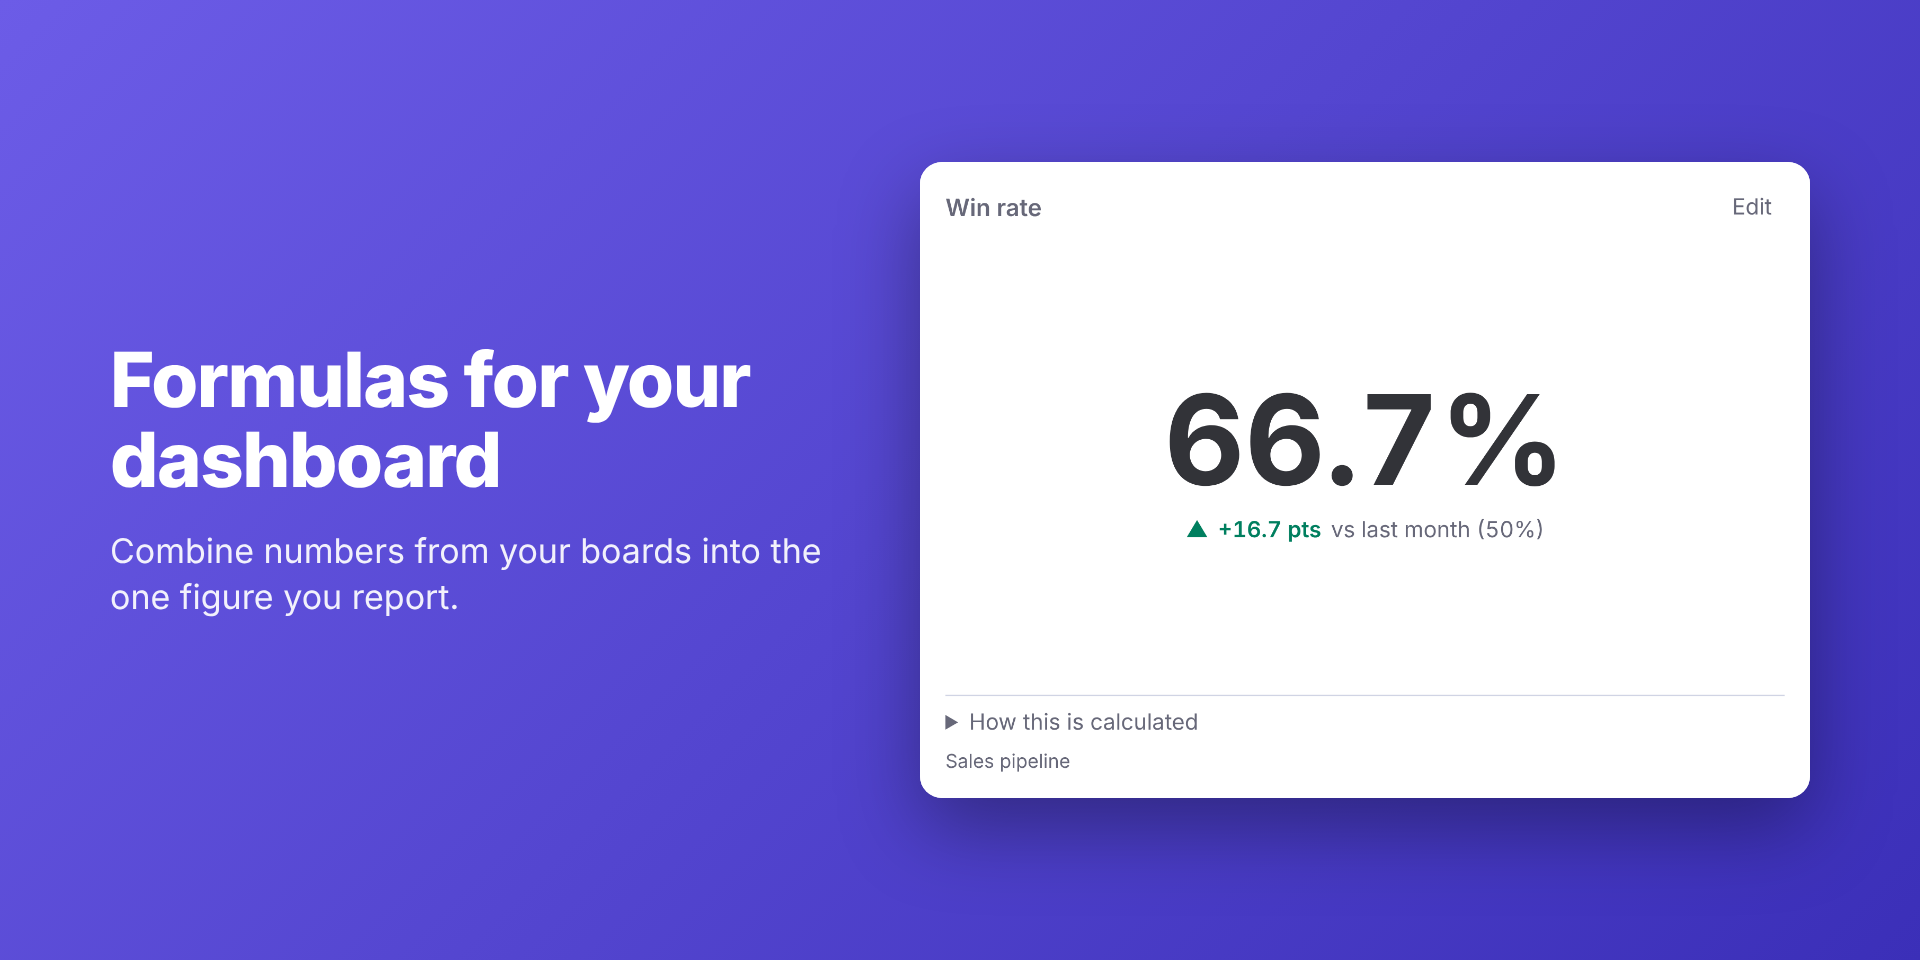 Formulas for your
dashboard
Combine numbers from your boards into the
one figure you report.
Win rate
Edit
66.7%
▲ +16.7 pts vs last month (50%)
▶ How this is calculated
Sales pipeline